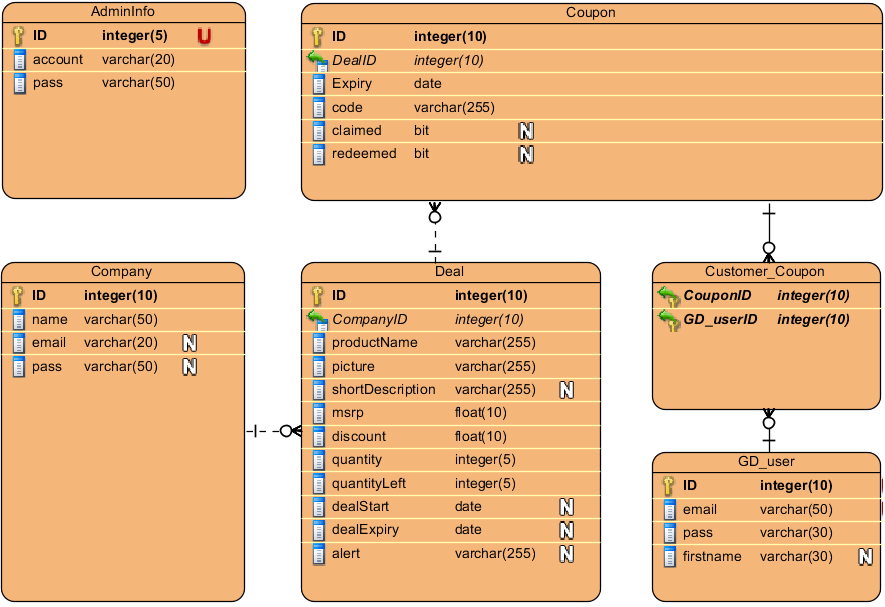 AdminInfo
ID integer(5) U
account varchar(20)
pass varchar(50)
Coupon
ID integer(10)
DealID integer(10)
Expiry date
code varchar(255)
claimed bit N
redeemed bit N
Company
ID integer(10)
name varchar(50)
email varchar(20) N
pass varchar(50) N
Deal
ID integer(10)
CompanyID integer(10)
productName varchar(255)
picture varchar(255)
shortDescription varchar(255) N
msrp float(10)
discount float(10)
quantity integer(5)
quantityLeft integer(5)
dealStart date N
dealExpiry date N
alert varchar(255) N
Customer_Coupon
CouponID integer(10)
GD_userID integer(10)
GD_user
ID integer(10)
email varchar(50)
pass varchar(30)
firstname varchar(30) N